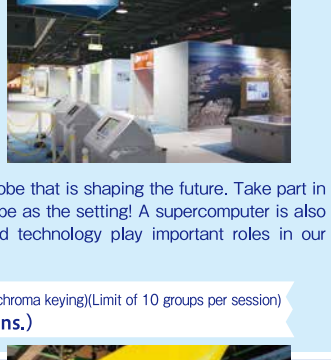 obe that is shaping the future. Take part in
be as the setting! A supercomputer is also
d technology play important roles in our
chroma keying)(Limit of 10 groups per session)
ns.)